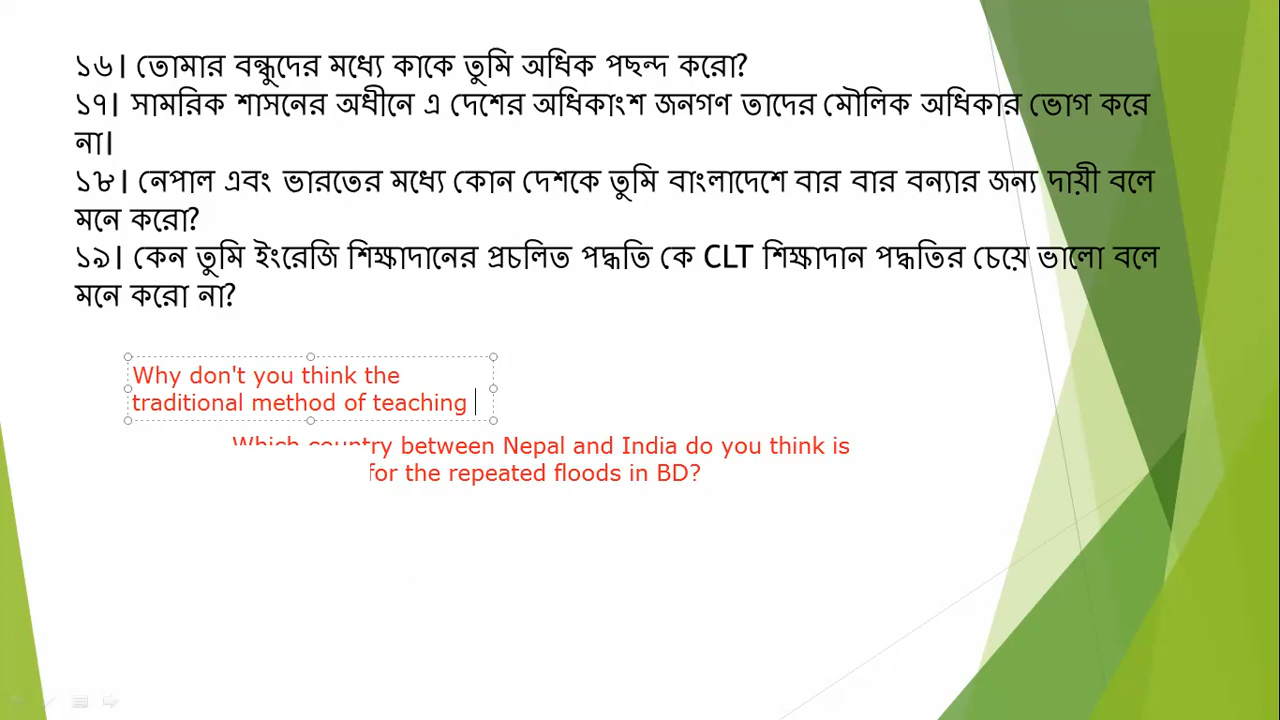 ১৬। তোমার বন্ধুদের মধ্যে কাকে তুমি অধিক পছন্দ করো?
১৭। সামরিক শাসনের অধীনে এ দেশের অধিকাংশ জনগণ তাদের মৌলিক অধিকার ভোগ করে
না।
১৮। নেপাল এবং ভারতের মধ্যে কোন দেশকে তুমি বাংলাদেশে বার বার বন্যার জন্য দায়ী বলে
মনে করো?
১৯। কেন তুমি ইংরেজি শিক্ষাদানের প্রচলিত পদ্ধতি কে CLT শিক্ষাদান পদ্ধতির চেয়ে ভালো বলে
মনে করো না?
Why don't you think the
traditional method of teaching
Which country between Nepal and India do you think is
for the repeated floods in BD?